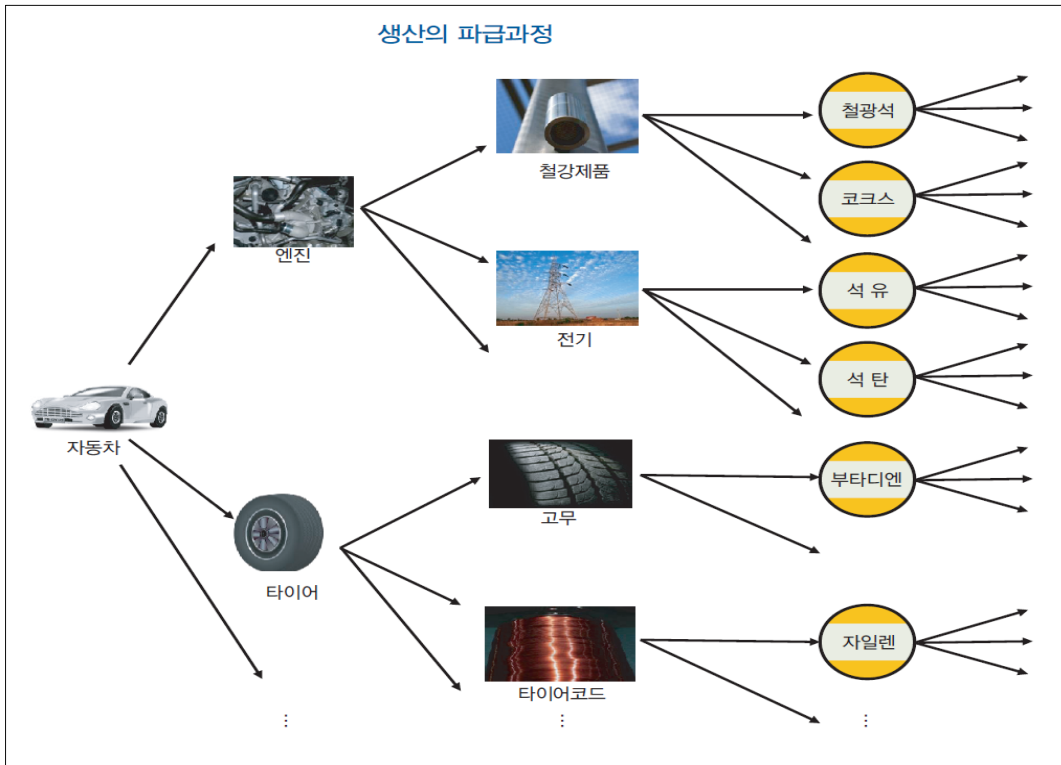 생산의 파급과정
철강제품
철광석
코크스
엔진
전기
석 유
석 탄
자동차
타이어
고무
부타디엔
타이어코드
자일렌
⋮
⋮
⋮